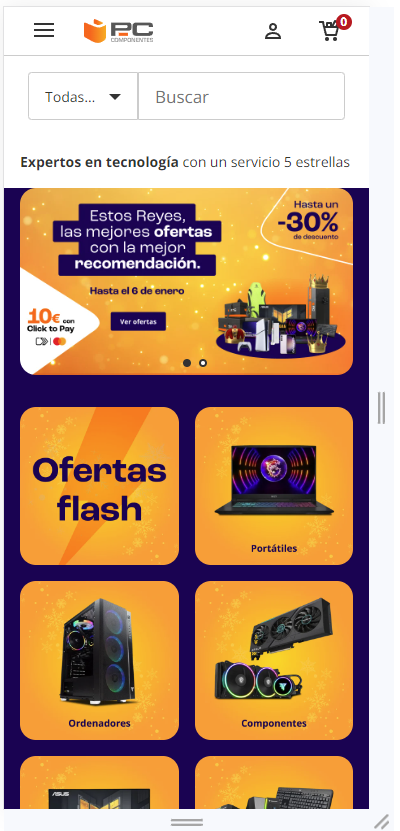 PC
COMPONENTES
0
Todas...
Buscar
Expertos en tecnología con un servicio 5 estrellas
Estos Reyes,
las mejores ofertas
con la mejor
recomendación.
Hasta el 6 de enero
Ver ofertas
Hasta un
-30%
de descuento
10€ con
Click to Pay
Ofertas
flash
Portátiles
Ordenadores
Componentes
ASUS